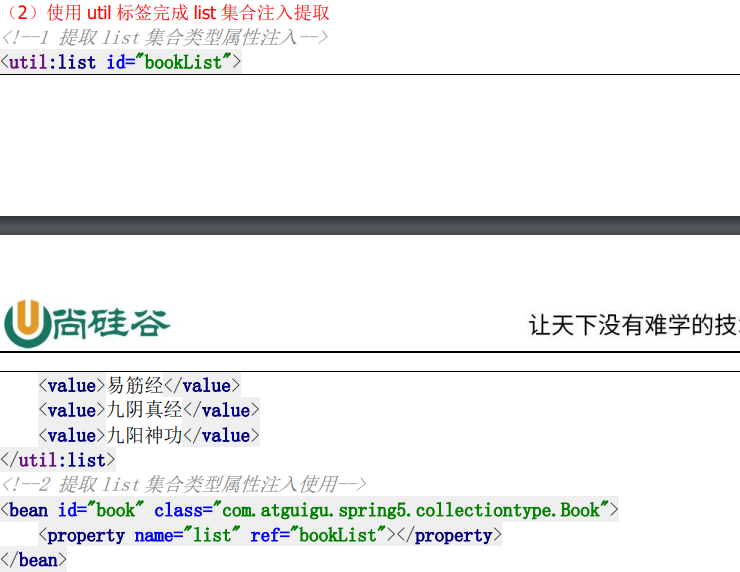 （2）使用 util 标签完成 list 集合注入提取
<!--1 提取 list 集合类型属性注入-->
<util:list id="bookList">
尚硅谷
让天下没有难学的技
<value>易筋经</value>
<value>九阴真经</value>
<value>九阳神功</value>
</util:list>
<!--2 提取 list 集合类型属性注入使用-->
<bean id="book" class="com.atguigu.spring5.collectiontype.Book">
<property name="list" ref="bookList"></property>
</bean>